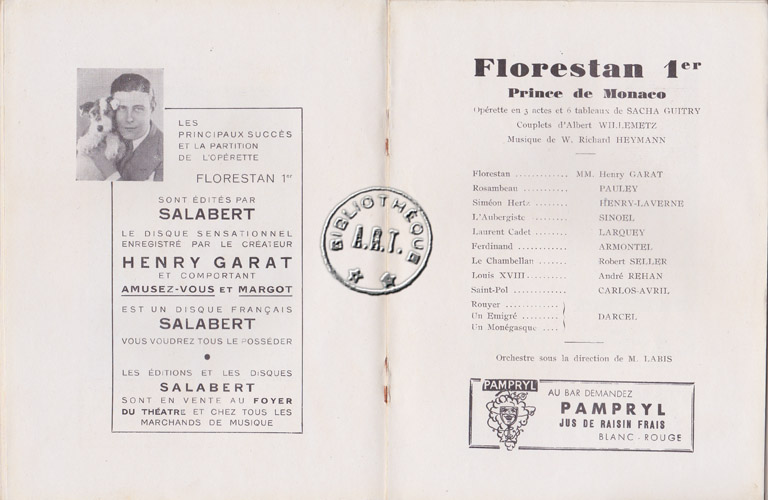 LES
PRINCIPAUX SUCCÈS
ET LA PARTITION
DE L'OPÉRETTE
FLORESTAN 1er
SONT ÉDITÉS PAR
SALABERT
LE DISQUE SENSATIONNEL
ENREGISTRÉ PAR LE CRÉATEUR
HENRY GARAT
ET COMPORTANT
AMUSEZ-VOUS ET MARGOT
EST UN DISQUE FRANÇAIS
SALABERT
VOUS VOUDREZ TOUS LE POSSÉDER
LES ÉDITIONS ET LES DISQUES
SALABERT
SONT EN VENTE AU FOYER
DU THÉATRE ET CHEZ TOUS LES
MARCHANDS DE MUSIQUE
BIBLIOTHÈQUE
A.R.T.
Florestan 1er
Prince de Monaco
Opérette en 3 actes et 6 tableaux de SACHA GUITRY
Couplets d'Albert WILLEMETZ
Musique de W. Richard HEYMANN
Florestan ............ MM. Henry GARAT
Rosambeau ........... PAULEY
Siméon Hertz ........ HENRY-LAVERNE
L'Aubergiste ........ SINOEL
Laurent Cadet ........ LARQUEY
Ferdinand ............ ARMONTEL
Le Chambellan ....... Robert SELLER
Louis XVIII .......... André REHAN
Saint-Pol ............ CARLOS-AVRIL
Rouyer ............
Un Emigré ......... DARCEL
Un Monégasque ....
Orchestre sous la direction de M. LABIS
PAMPRYL
AU BAR DEMANDEZ
PAMPRYL
JUS DE RAISIN FRAIS
BLANC - ROUGE